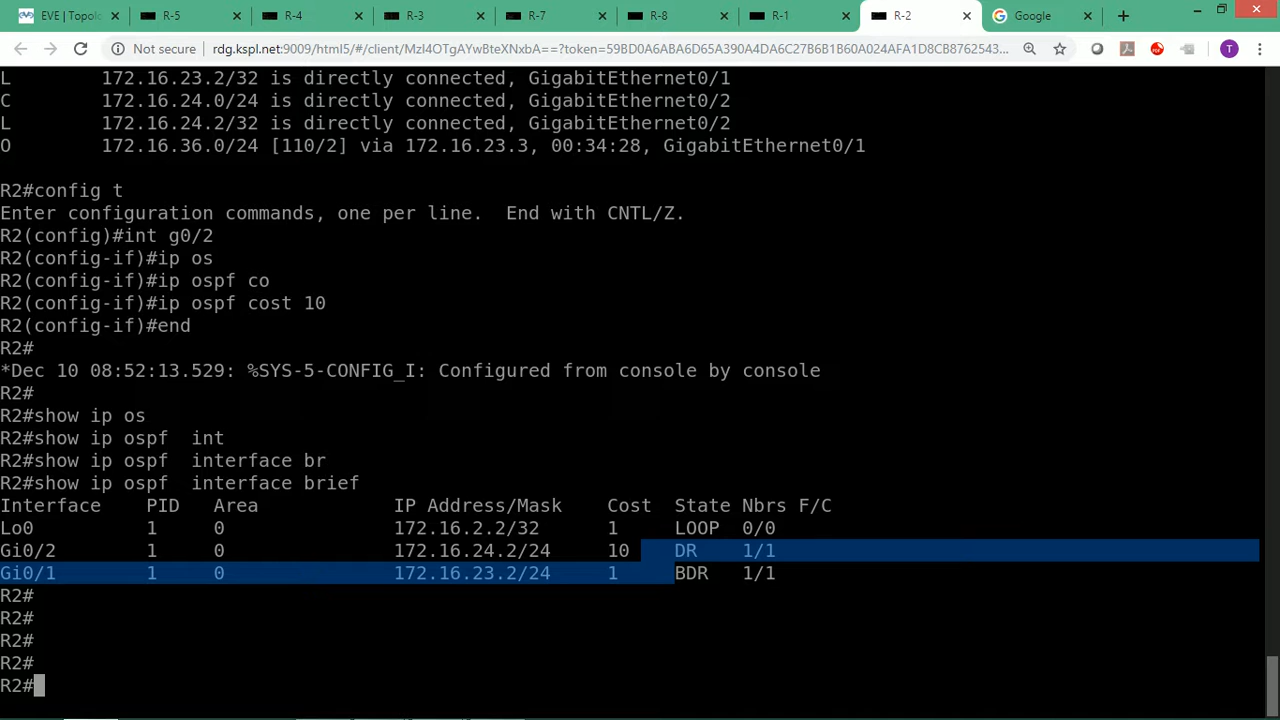 EVE | Topolo
R-5
R-4
R-3
R-7
R-8
R-1
R-2
Google
Not secure | rdg.kspl.net:9009/html5/#/client/MzI4OTgAYwBteXNxbA==?token=59BD0A6ABA6D65A390A4DA6C27B6B1B60A024AFA1D8CB8762543...
T
L        172.16.23.2/32 is directly connected, GigabitEthernet0/1
C        172.16.24.0/24 is directly connected, GigabitEthernet0/2
L        172.16.24.2/32 is directly connected, GigabitEthernet0/2
O        172.16.36.0/24 [110/2] via 172.16.23.3, 00:34:28, GigabitEthernet0/1
R2#config t
Enter configuration commands, one per line.  End with CNTL/Z.
R2(config)#int g0/2
R2(config-if)#ip os
R2(config-if)#ip ospf co
R2(config-if)#ip ospf cost 10
R2(config-if)#end
R2#
*Dec 10 08:52:13.529: %SYS-5-CONFIG_I: Configured from console by console
R2#
R2#show ip os
R2#show ip ospf  int
R2#show ip ospf  interface br
R2#show ip ospf  interface brief
Interface    PID   Area            IP Address/Mask    Cost  State Nbrs F/C
Lo0          1     0               172.16.2.2/32      1     LOOP  0/0
Gi0/2        1     0               172.16.24.2/24     10    DR    1/1
Gi0/1        1     0               172.16.23.2/24     1     BDR   1/1
R2#
R2#
R2#
R2#
R2#